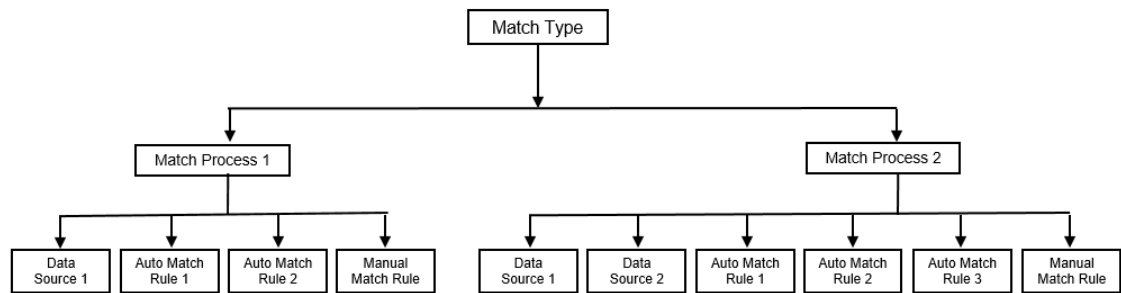 Match Type
Match Process 1
Match Process 2
Data
Source 1
Auto Match
Rule 1
Auto Match
Rule 2
Manual
Match Rule
Data
Source 1
Data
Source 2
Auto Match
Rule 1
Auto Match
Rule 2
Auto Match
Rule 3
Manual
Match Rule